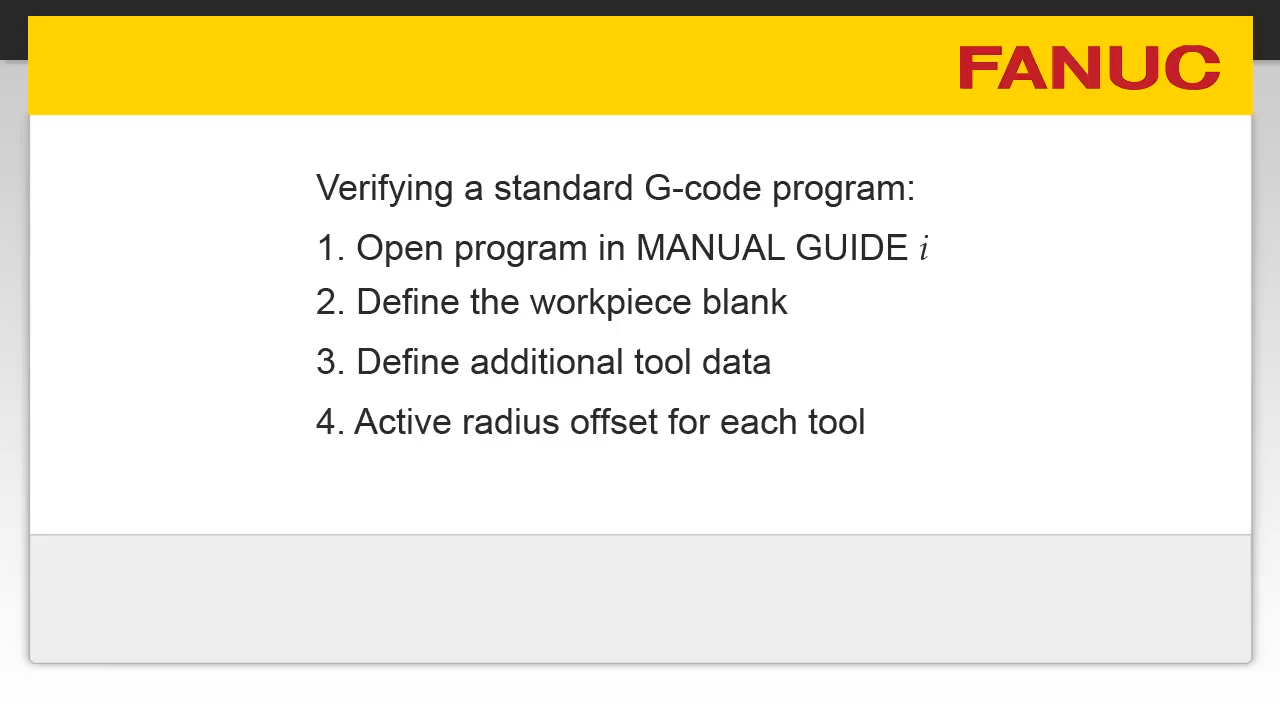 FANUC
Verifying a standard G-code program:
1. Open program in MANUAL GUIDE i
2. Define the workpiece blank
3. Define additional tool data
4. Active radius offset for each tool